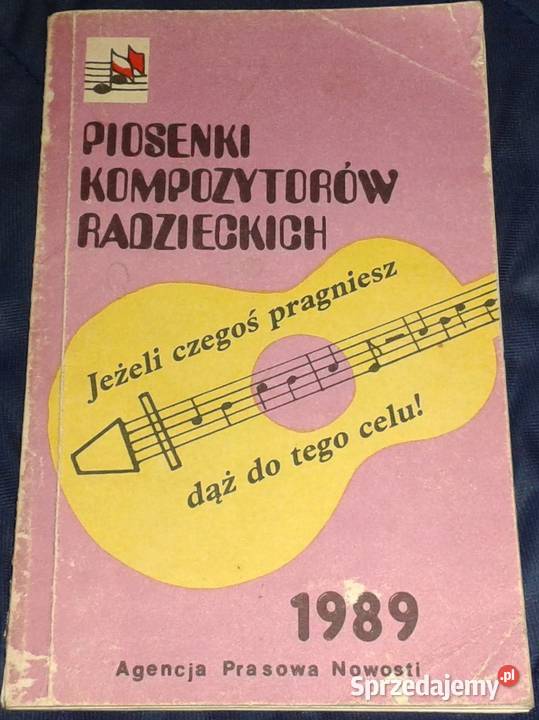 PIOSENKI
KOMPOZYTORÓW
RADZIECKICH
Jeżeli czegoś pragniesz
dąż do tego celu!
1989
Agencja Prasowa Nowosti
Sprzedajemy.pl